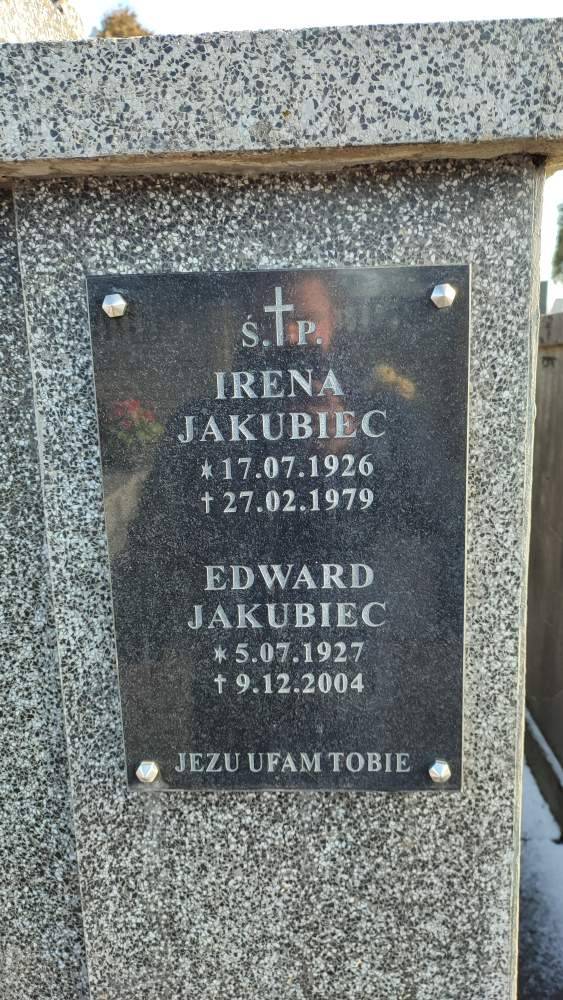 Ś. P.
IRENA
JAKUBIEC
* 17.07.1926
† 27.02.1979
EDWARD
JAKUBIEC
* 5.07.1927
† 9.12.2004
JEZU UFAM TOBIE